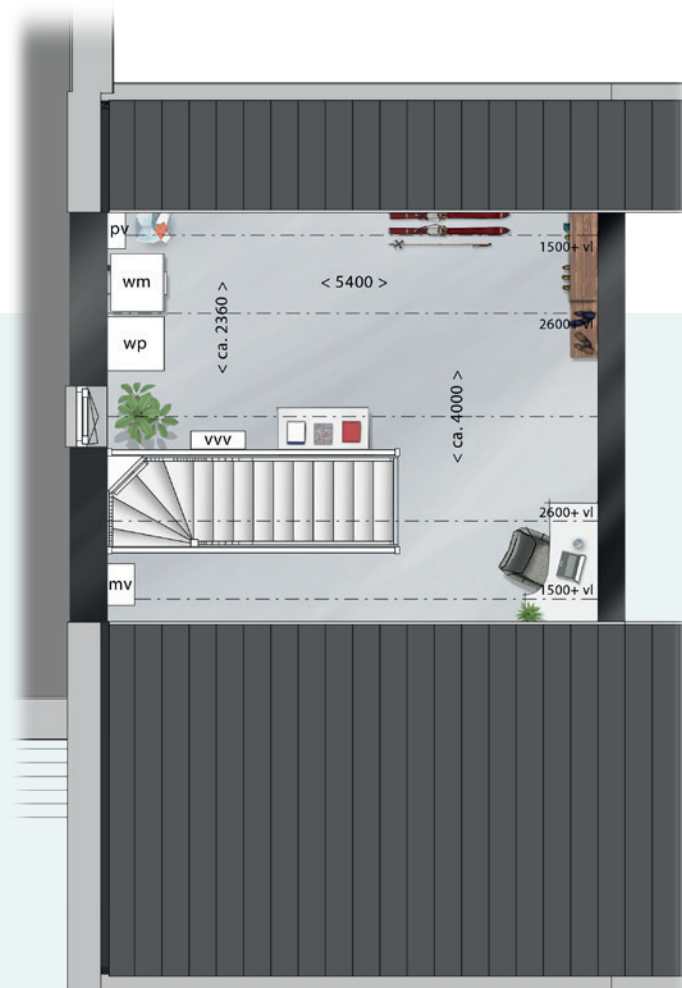 pv
1500+ vl
wm
< 5400 >
< ca. 2360 >
2600+ vl
wp
< ca. 4000 >
vvv
2600+ vl
mv
1500+ vl